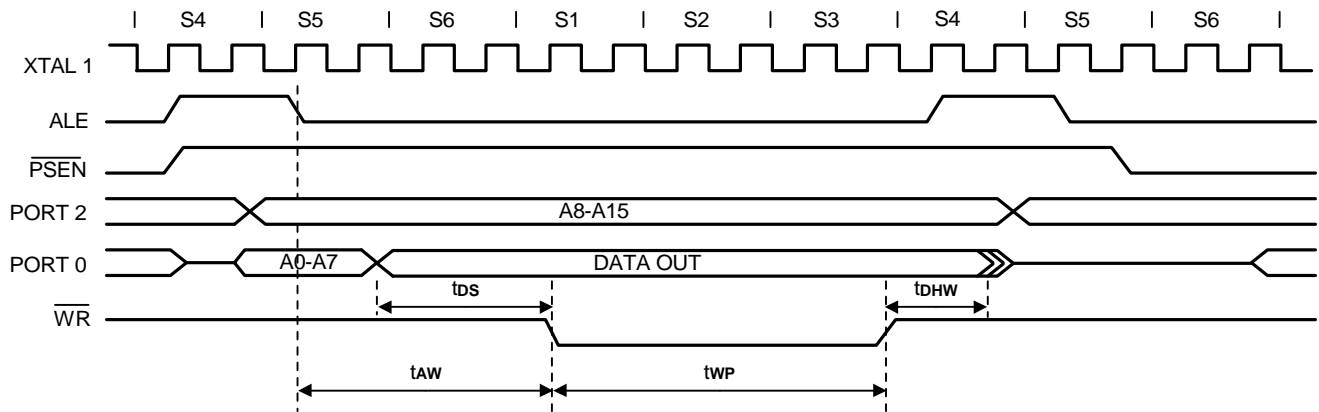 S4 S5 S6 S1 S2 S3 S4 S5 S6
XTAL 1
ALE
PSEN
PORT 2 A8-A15
PORT 0 A0-A7 DATA OUT
tDS tDHW
WR
tAW tWP